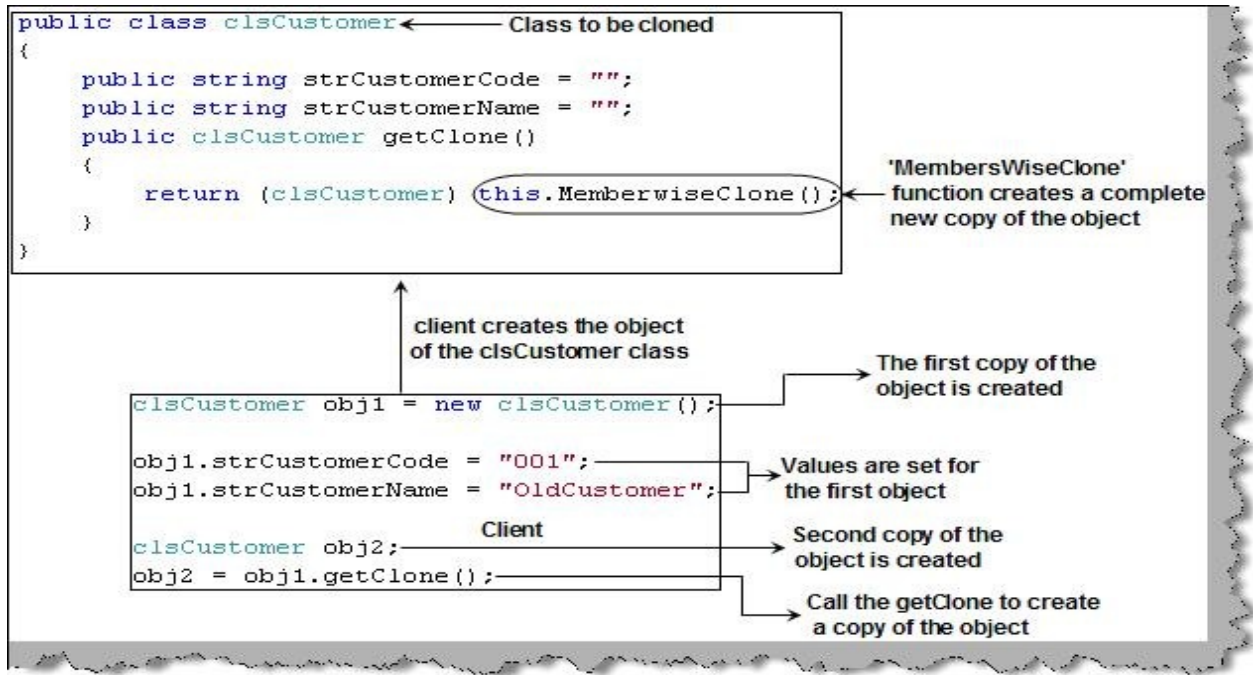 public class clsCustomer
Class to be cloned
{
public string strCustomerCode = "";
public string strCustomerName = "";
public clsCustomer getClone()
{
return (clsCustomer) this.MemberwiseClone();
}
}
'MembersWiseClone'
function creates a complete
new copy of the object
client creates the object
of the clsCustomer class
The first copy of the
object is created
clsCustomer obj1 = new clsCustomer();
obj1.strCustomerCode = "001";
obj1.strCustomerName = "OldCustomer";
Values are set for
the first object
Client
clsCustomer obj2;
obj2 = obj1.getClone();
Second copy of the
object is created
Call the getClone to create
a copy of the object